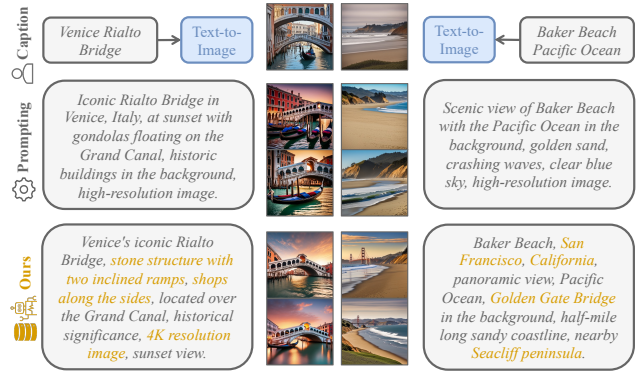 Caption
Venice Rialto
Bridge
Text-to-
Image
Text-to-
Image
Baker Beach
Pacific Ocean
Prompting
Iconic Rialto Bridge in
Venice, Italy, at sunset with
gondolas floating on the
Grand Canal, historic
buildings in the background,
high-resolution image.
Scenic view of Baker Beach
with the Pacific Ocean in the
background, golden sand,
crashing waves, clear blue
sky, high-resolution image.
Ours
Venice's iconic Rialto
Bridge, stone structure with
two inclined ramps, shops
along the sides, located over
the Grand Canal, historical
significance, 4K resolution
image, sunset view.
Baker Beach, San
Francisco, California,
panoramic view, Pacific
Ocean, Golden Gate Bridge
in the background, half-mile
long sandy coastline, nearby
Seacliff peninsula.